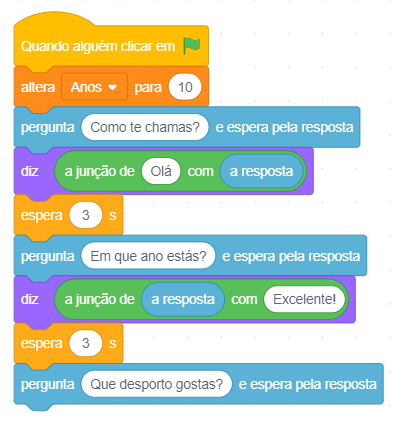 Quando alguém clicar em
altera Anos para 10
pergunta Como te chamas? e espera pela resposta
diz a junção de Olá com a resposta
espera 3 s
pergunta Em que ano estás? e espera pela resposta
diz a junção de a resposta com Excelente!
espera 3 s
pergunta Que desporto gostas? e espera pela resposta